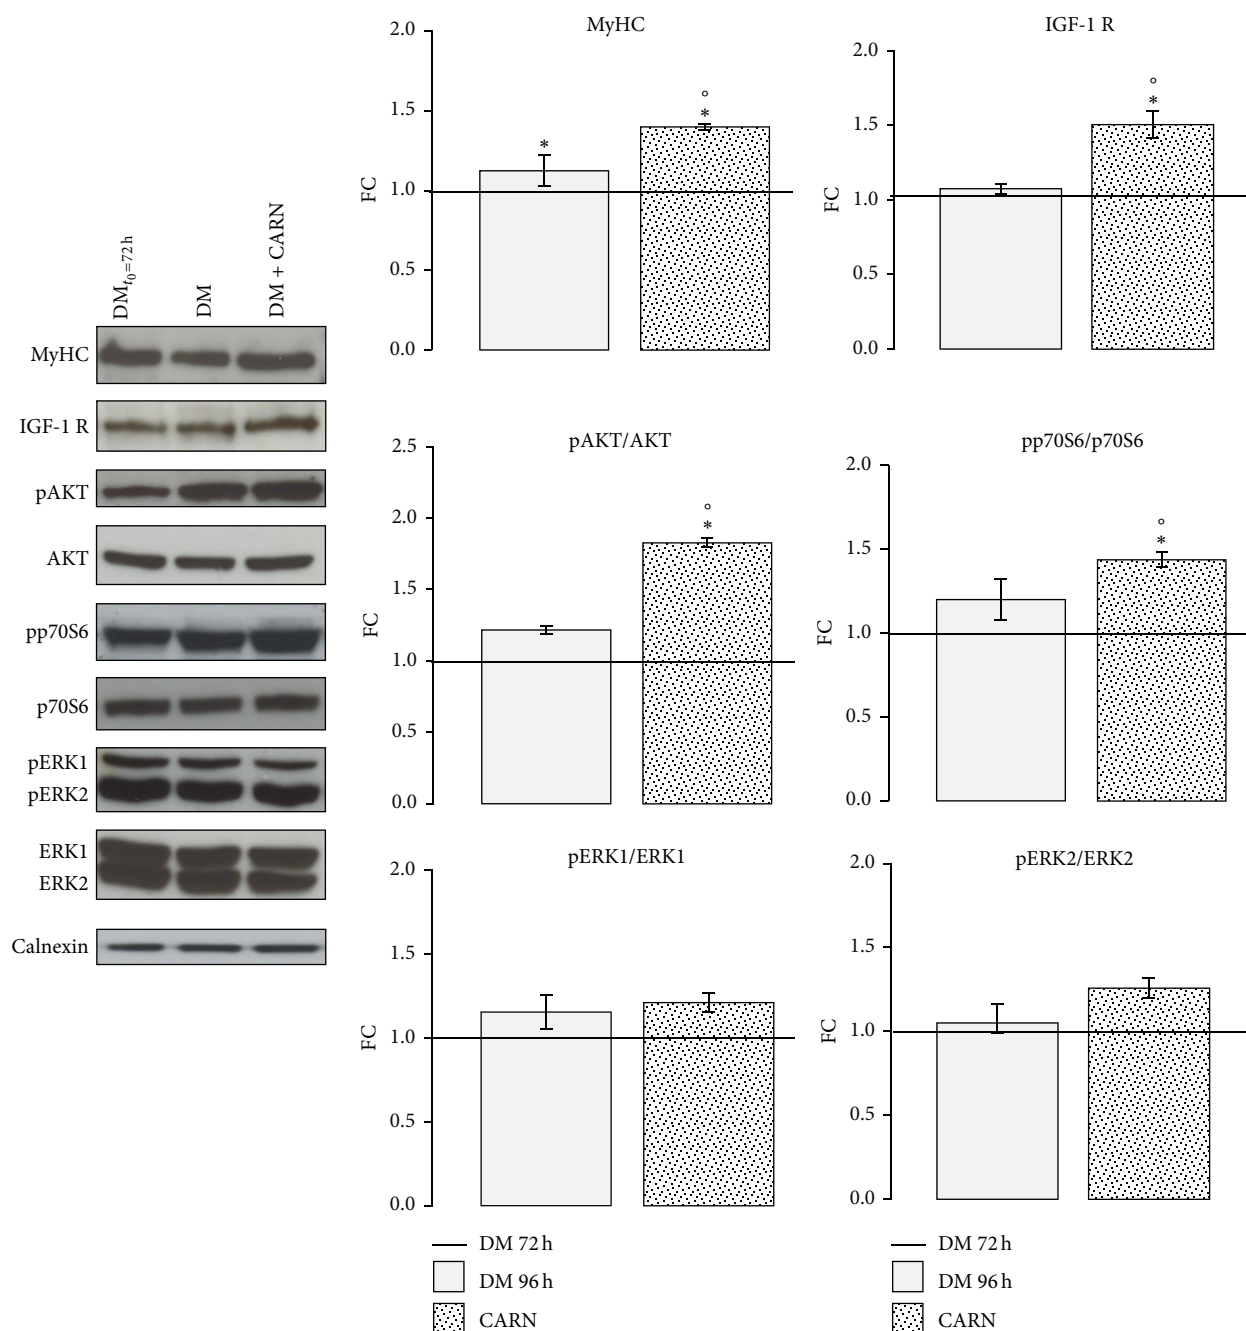 DM t0=72 h
DM
DM + CARN
MyHC
IGF-1 R
pAKT
AKT
pp70S6
p70S6
pERK1
pERK2
ERK1
ERK2
Calnexin
MyHC
2.0
1.5
1.0
0.5
0.0
FC
*
°
*
IGF-1 R
2.0
1.5
1.0
0.5
0.0
FC
°
*
pAKT/AKT
2.5
2.0
1.5
1.0
0.5
0.0
FC
°
*
pp70S6/p70S6
2.0
1.5
1.0
0.5
0.0
FC
°
*
pERK1/ERK1
2.0
1.5
1.0
0.5
0.0
FC
pERK2/ERK2
2.0
1.5
1.0
0.5
0.0
FC
DM 72 h
DM 96 h
CARN
DM 72 h
DM 96 h
CARN